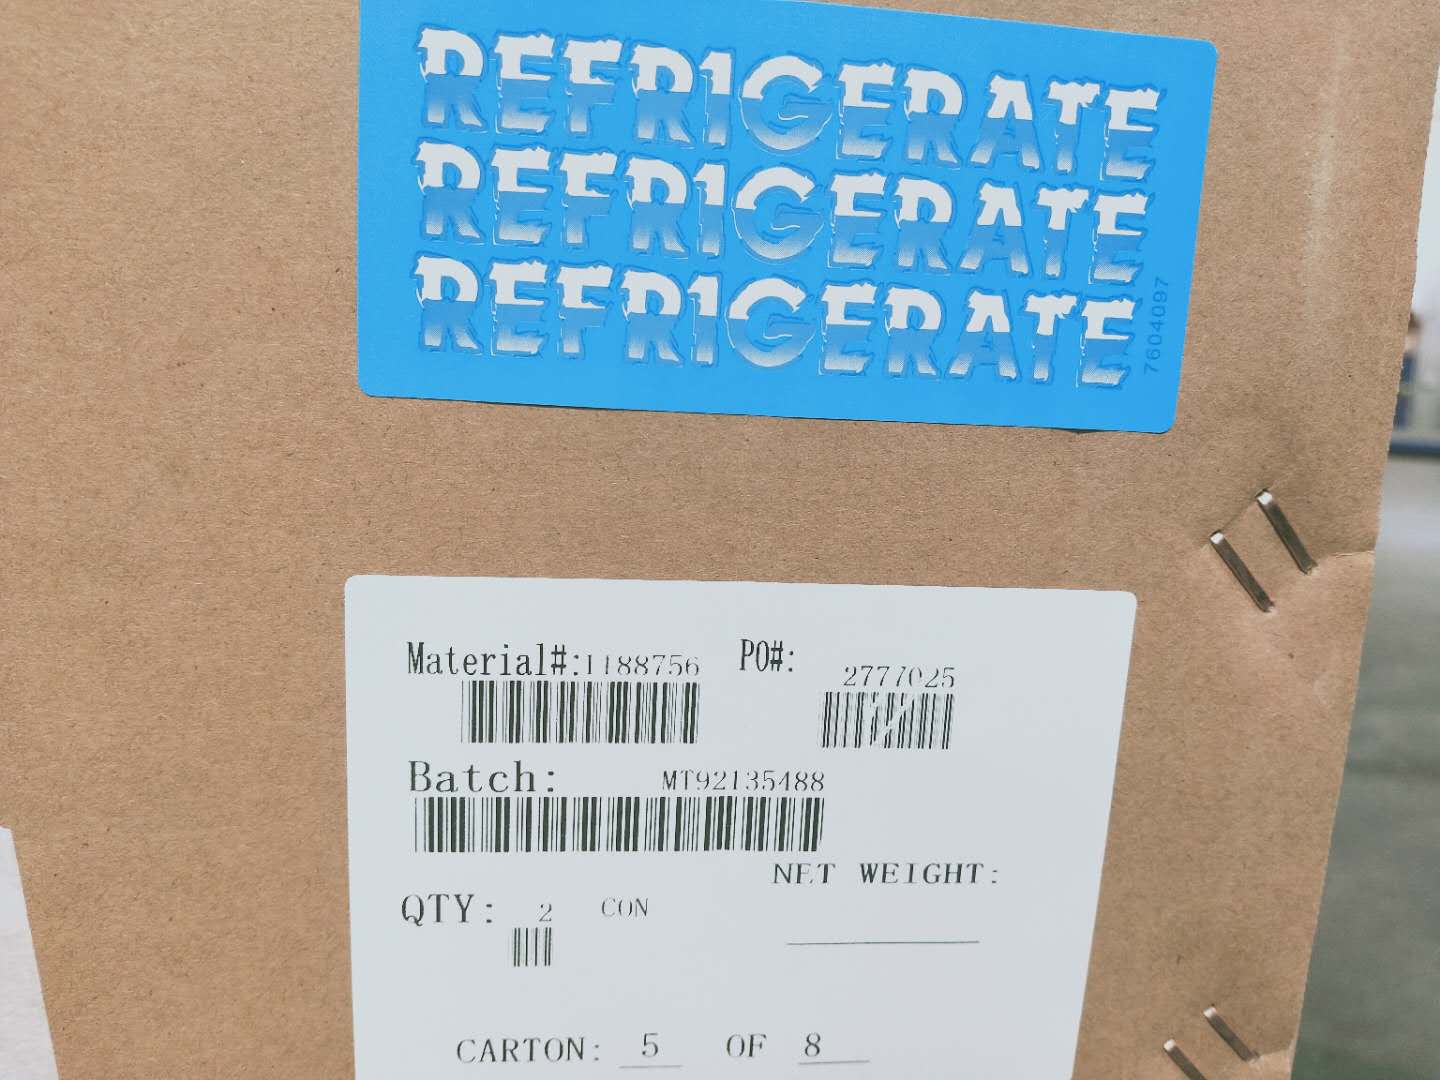 REFRIGERATE
REFRIGERATE
REFRIGERATE
7604097
Material#:1188756 PO#: 2777025
Batch: MT92135488
NET WEIGHT:
QTY: 2 CON
CARTON: 5 OF 8